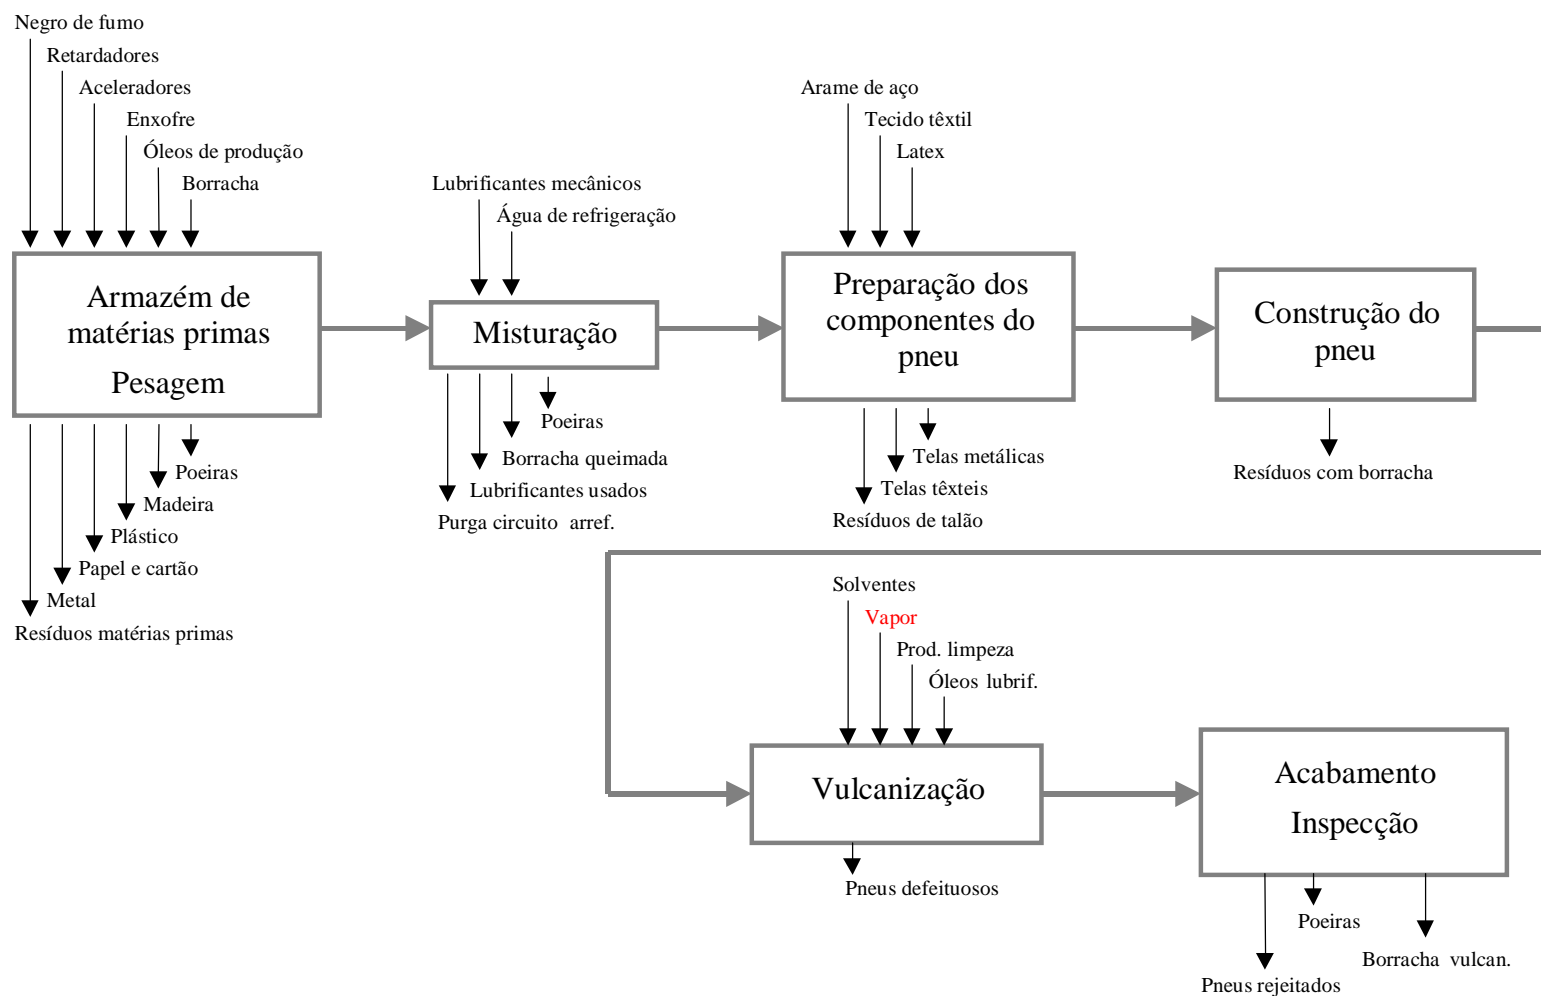 Negro de fumo
Retardadores
Aceleradores
Enxofre
Óleos de produção
Borracha
Armazém de
matérias primas
Pesagem
Poeiras
Madeira
Plástico
Papel e cartão
Metal
Resíduos matérias primas
Lubrificantes mecânicos
Água de refrigeração
Misturação
Poeiras
Borracha queimada
Lubrificantes usados
Purga circuito arref.
Arame de aço
Tecido têxtil
Latex
Preparação dos
componentes do
pneu
Telas metálicas
Telas têxteis
Resíduos de talão
Construção do
pneu
Resíduos com borracha
Solventes
Vapor
Prod. limpeza
Óleos lubrif.
Vulcanização
Pneus defeituosos
Acabamento
Inspecção
Poeiras
Borracha vulcan.
Pneus rejeitados